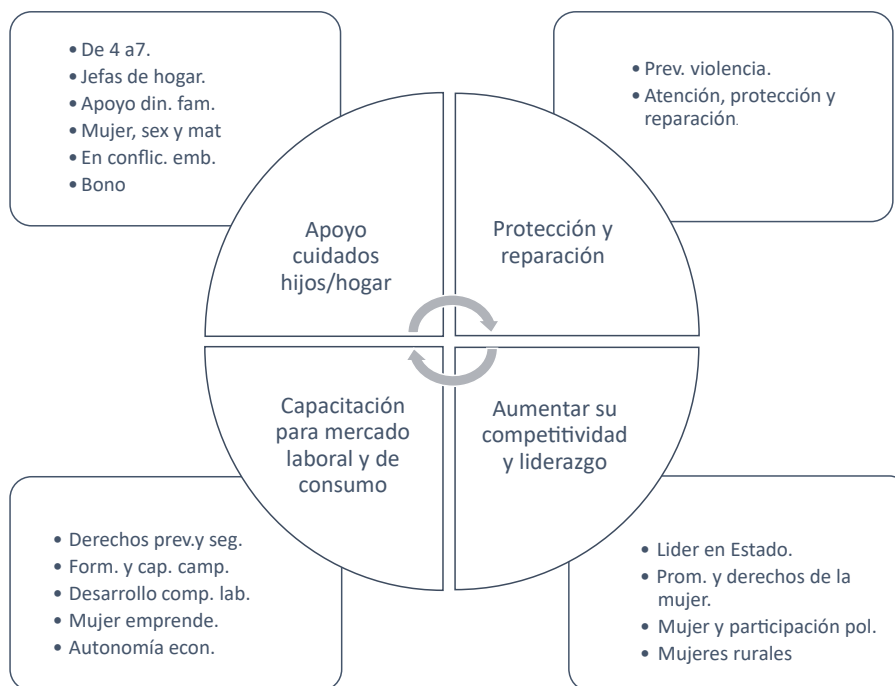 • De 4 a7.
• Jefas de hogar.
• Apoyo din. fam.
• Mujer, sex y mat
• En conflic. emb.
• Bono
• Prev. violencia.
• Atención, protección y
reparación.
Apoyo
cuidados
hijos/hogar
Protección y
reparación
Capacitación
para mercado
laboral y de
consumo
Aumentar su
competitividad
y liderazgo
• Derechos prev.y seg.
• Form. y cap. camp.
• Desarrollo comp. lab.
• Mujer emprende.
• Autonomía econ.
• Lider en Estado.
• Prom. y derechos de la
mujer.
• Mujer y participación pol.
• Mujeres rurales